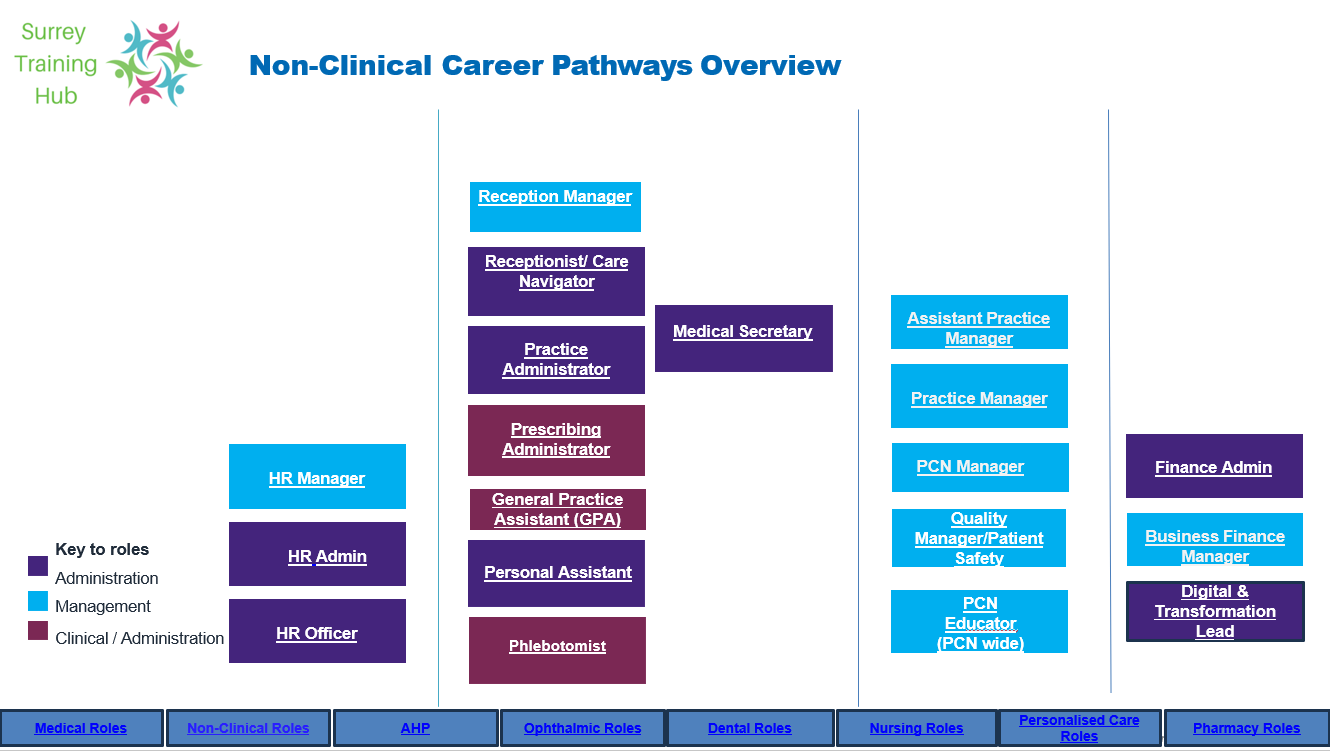 Surrey
Training
Hub
Non-Clinical Career Pathways Overview
HR Manager
HR Admin
HR Officer
Key to roles
Administration
Management
Clinical / Administration
Reception Manager
Receptionist/ Care
Navigator
Practice
Administrator
Prescribing
Administrator
General Practice
Assistant (GPA)
Personal Assistant
Phlebotomist
Medical Secretary
Assistant Practice
Manager
Practice Manager
PCN Manager
Quality
Manager/Patient
Safety
PCN
Educator
(PCN wide)
Finance Admin
Business Finance
Manager
Digital &
Transformation
Lead
Medical Roles
Non-Clinical Roles
AHP
Ophthalmic Roles
Dental Roles
Nursing Roles
Personalised Care
Roles
Pharmacy Roles